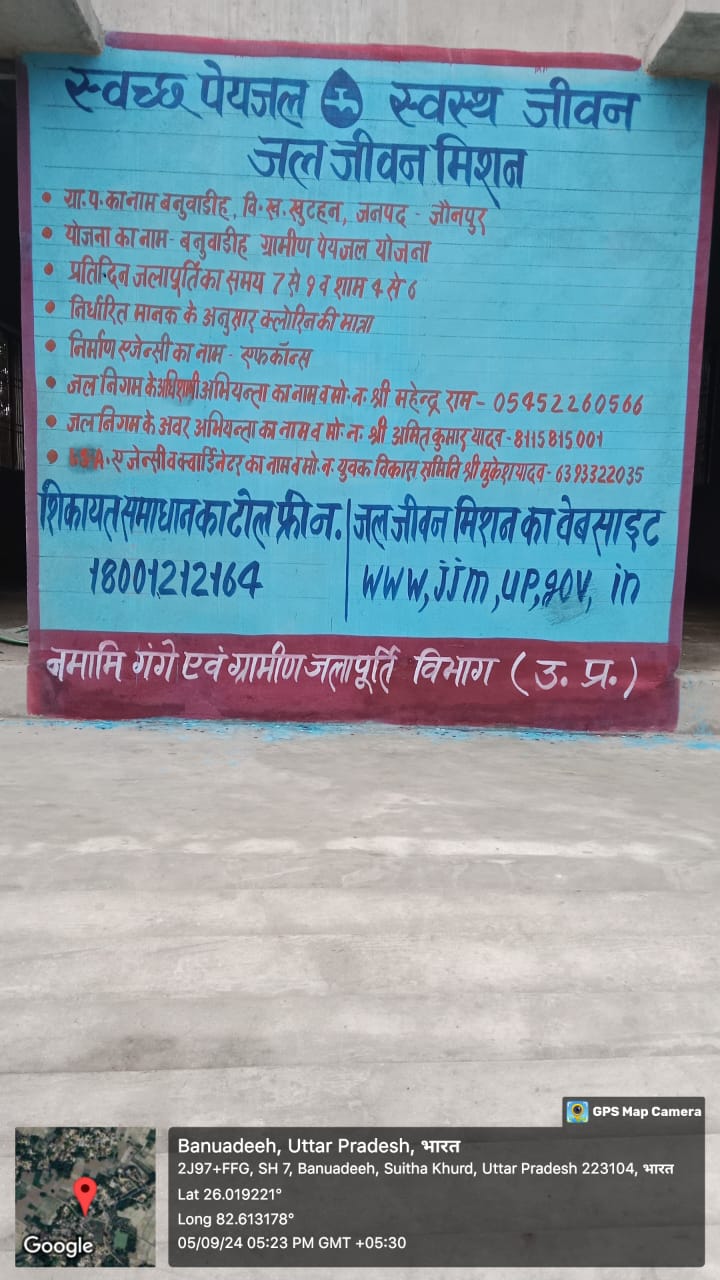 स्वच्छ पेयजल स्वस्थ जीवन
जल जीवन मिशन
• ग्रा.प. का नाम बनुवाडीह, वि.ख. खुटहन, जनपद - जौनपुर
• योजना का नाम - बनुवाडीह ग्रामीण पेयजल योजना
• प्रतिदिन जलापूर्ति का समय 7 से 9 व शाम 4 से 6
• निर्धारित मानक के अनुसार क्लोरिन की मात्रा
• निर्माण एजेन्सी का नाम - एफकॉन्स
• जल निगम के अधिशाषी अभियन्ता का नाम व मो. न. श्री महेन्द्र राम - 05452260566
• जल निगम के अवर अभियन्ता का नाम व मो. न. श्री अमित कुमार यादव - 8115815001
• I.S.A. एजेन्सी व क्वार्डिनेटर का नाम व मो. न. युवक विकास समिति श्री मुकेश यादव - 6393322035
शिकायत समाधान का टोल फ्री न. | जल जीवन मिशन का वेबसाइट
18001212164 | www,jjm,up,gov, in
नमामि गंगे एवं ग्रामीण जलापूर्ति विभाग (उ. प्र.)
GPS Map Camera
Banuadeeh, Uttar Pradesh, भारत
2J97+FFG, SH 7, Banuadeeh, Suitha Khurd, Uttar Pradesh 223104, भारत
Lat 26.019221°
Long 82.613178°
05/09/24 05:23 PM GMT +05:30
Google